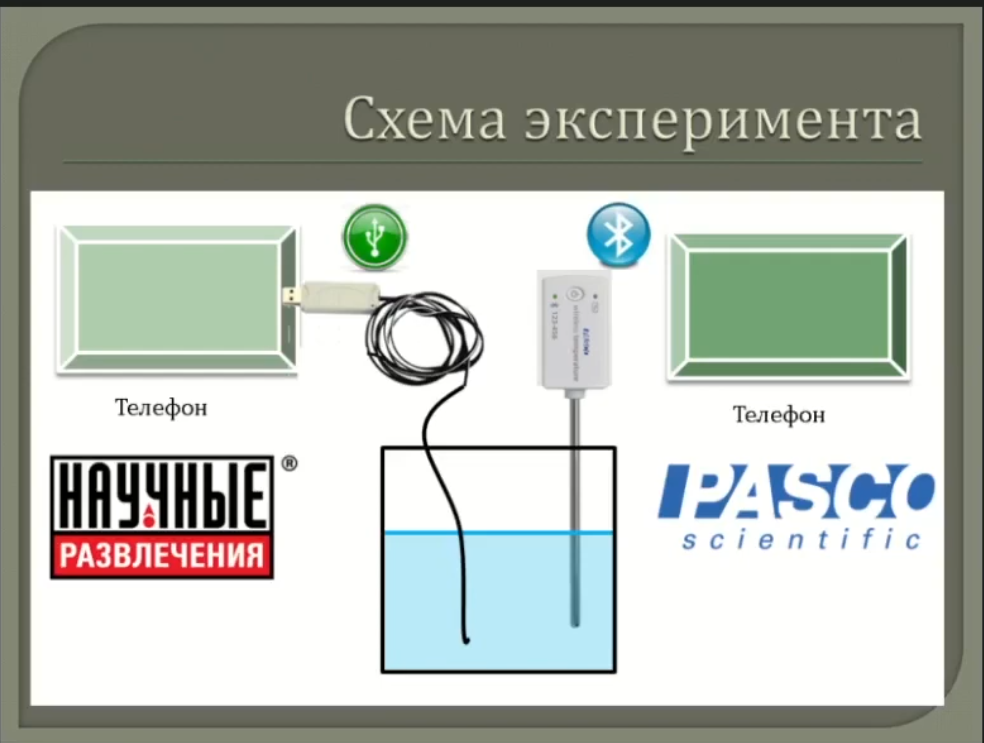 Схема эксперимента
Телефон
Телефон
НАУЧНЫЕ ®
РАЗВЛЕЧЕНИЯ
PASCO
scientific